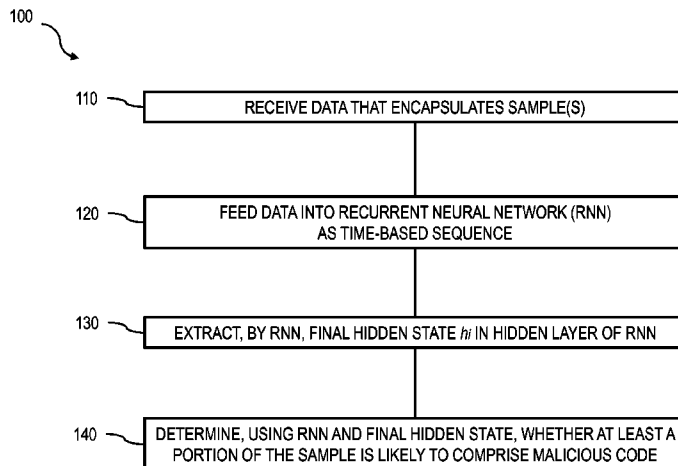 100
110
RECEIVE DATA THAT ENCAPSULATES SAMPLE(S)
120
FEED DATA INTO RECURRENT NEURAL NETWORK (RNN)
AS TIME-BASED SEQUENCE
130
EXTRACT, BY RNN, FINAL HIDDEN STATE hi IN HIDDEN LAYER OF RNN
140
DETERMINE, USING RNN AND FINAL HIDDEN STATE, WHETHER AT LEAST A
PORTION OF THE SAMPLE IS LIKELY TO COMPRISE MALICIOUS CODE